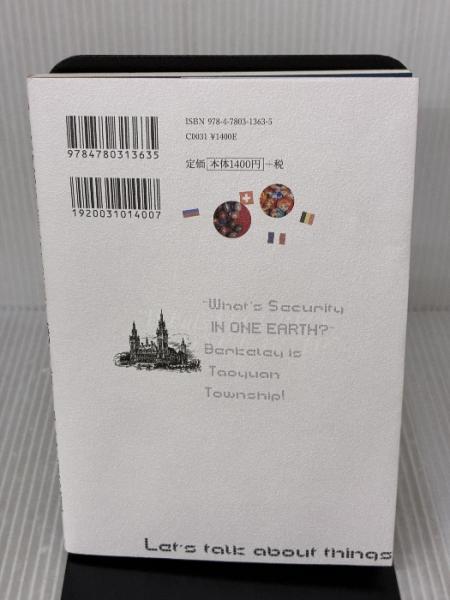 ISBN 978-4-7803-1363-5
C0031 ¥1400E
9784780313635
定価 本体1400円 +税
1920031014007
"What's Security
IN ONE EARTH?"
Berkeley is
Taoyuan
Township!
Let's talk about things